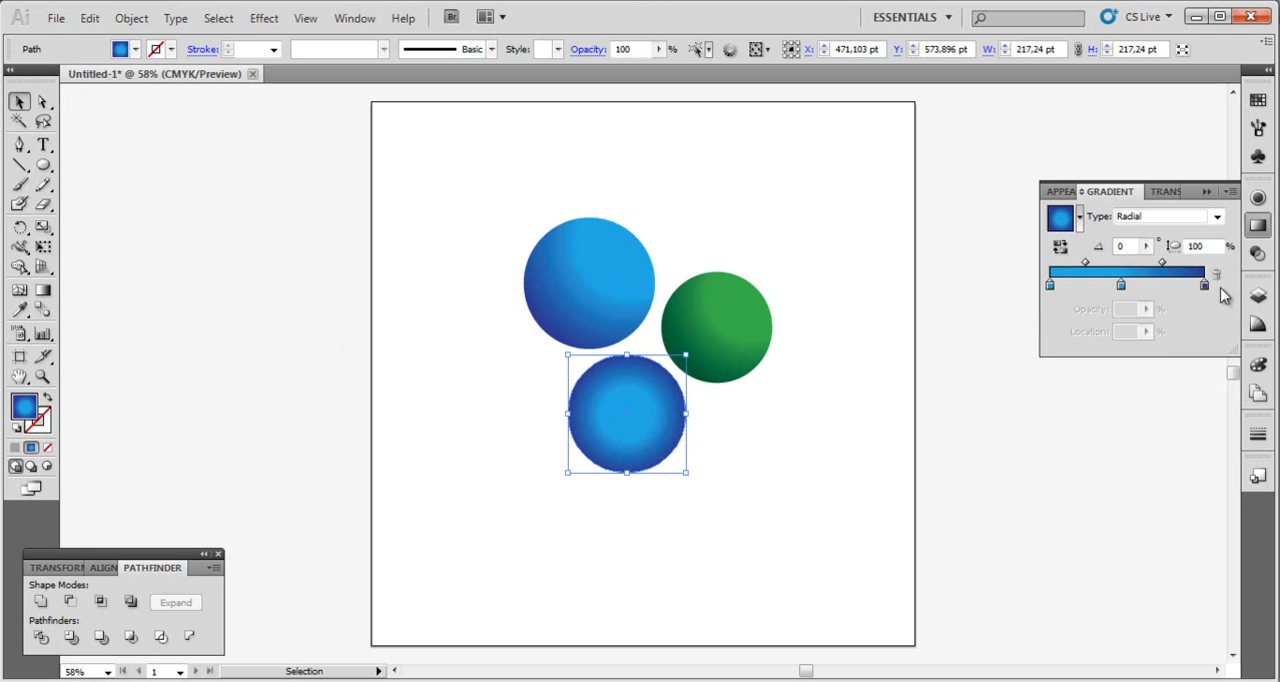 Ai File Edit Object Type Select Effect View Window Help Br ESSENTIALS CS Live
Path Stroke: Basic Style: Opacity: 100 % X: 471,103 pt Y: 573,896 pt W: 217,24 pt H: 217,24 pt
Untitled-1* @ 58% (CMYK/Preview)
APPEA GRADIENT TRANS
Type: Radial
0 ° 100 %
Opacity: %
Location: %
TRANSFORM ALIGN PATHFINDER
Shape Modes:
Expand
Pathfinders:
58% 1 Selection